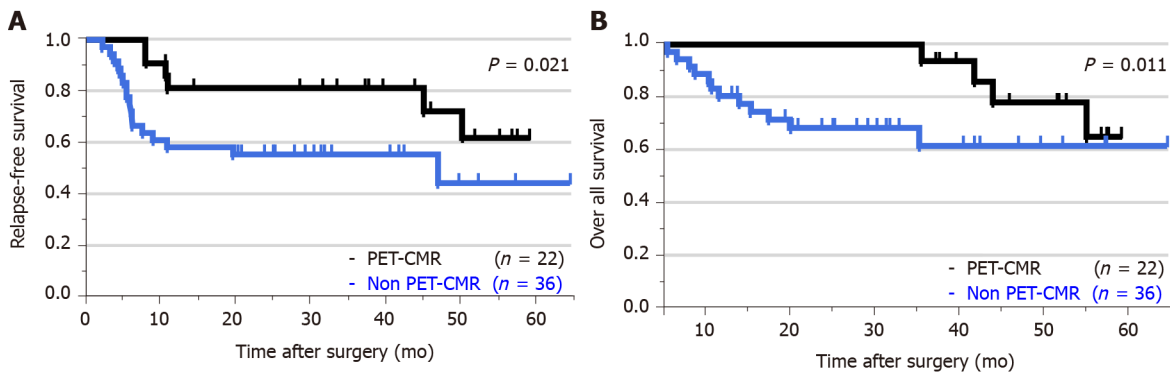 A
Relapse-free survival
1.0
0.8
0.6
0.4
0.2
0.0
P = 0.021
- PET-CMR (n = 22)
- Non PET-CMR (n = 36)
0 10 20 30 40 50 60
Time after surgery (mo)
B
Over all survival
1.0
0.8
0.6
0.4
0.2
0.0
P = 0.011
- PET-CMR (n = 22)
- Non PET-CMR (n = 36)
10 20 30 40 50 60
Time after surgery (mo)